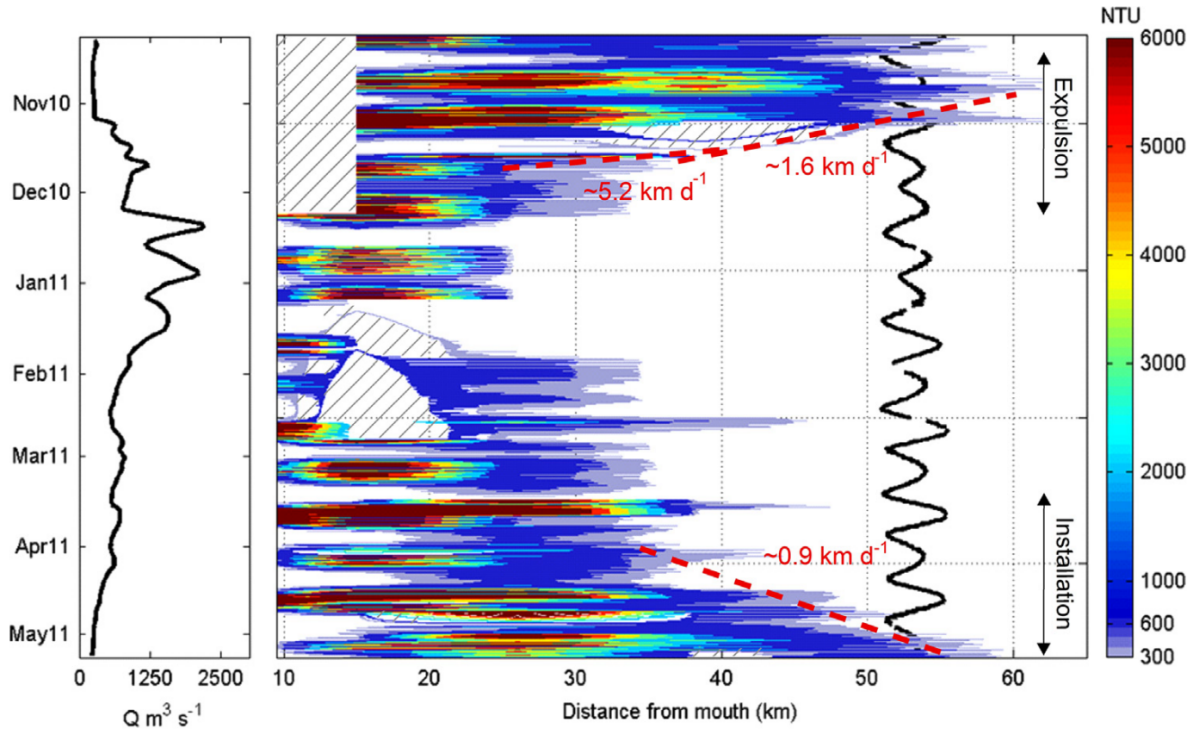 NTU
6000
5000
4000
3000
2000
1000
600
300
Nov10
Dec10
Jan11
Feb11
Mar11
Apr11
May11
0 1250 2500
Q m³ s⁻¹
Expulsion
~1.6 km d⁻¹
~5.2 km d⁻¹
Installation
~0.9 km d⁻¹
10 20 30 40 50 60
Distance from mouth (km)